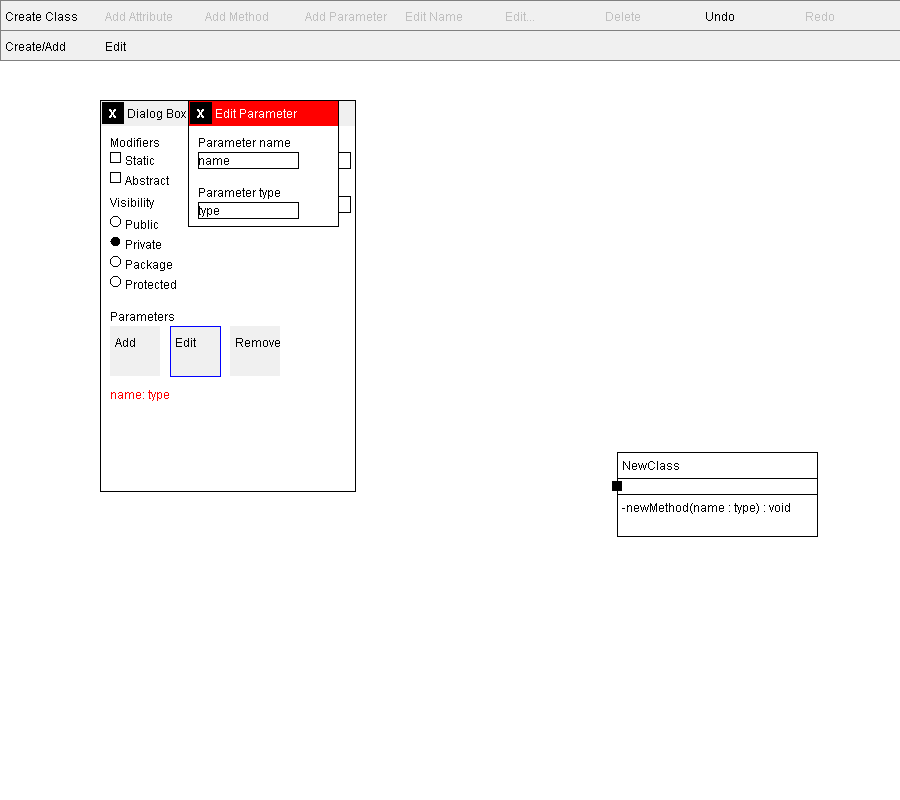 Create Class Add Attribute Add Method Add Parameter Edit Name Edit... Delete Undo Redo
Create/Add Edit
X Dialog Box
X Edit Parameter
Modifiers
Static
Abstract
Visibility
Public
Private
Package
Protected
Parameter name
name
Parameter type
type
Parameters
Add Edit Remove
name: type
NewClass
-newMethod(name : type) : void